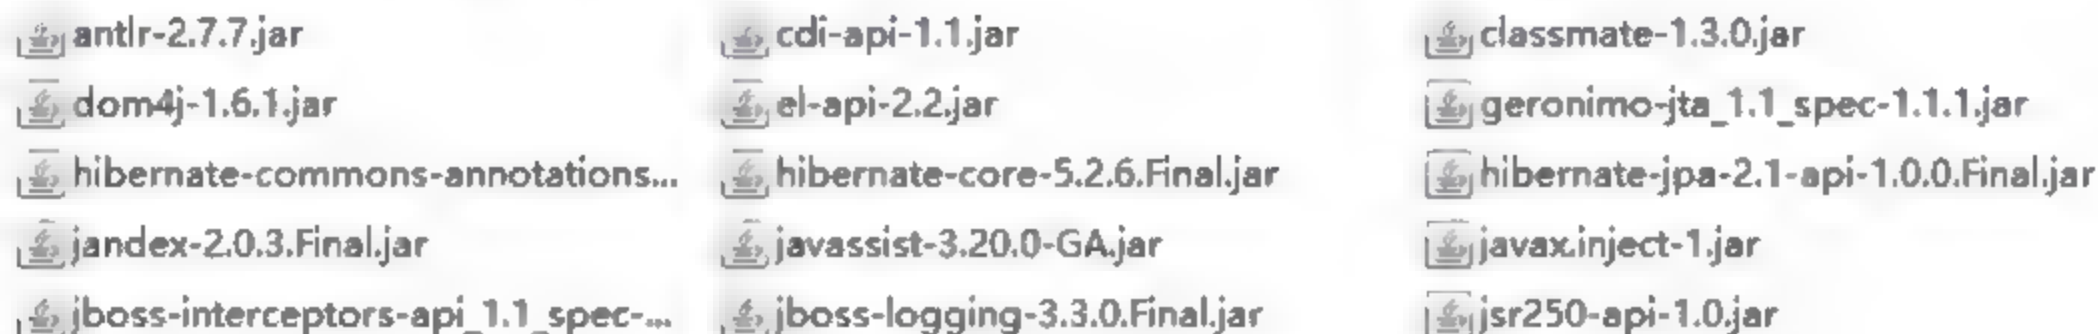 antlr-2.7.7.jar cdi-api-1.1.jar classmate-1.3.0.jar
dom4j-1.6.1.jar el-api-2.2.jar geronimo-jta_1.1_spec-1.1.1.jar
hibernate-commons-annotations... hibernate-core-5.2.6.Final.jar hibernate-jpa-2.1-api-1.0.0.Final.jar
jandex-2.0.3.Final.jar javassist-3.20.0-GA.jar javax.inject-1.jar
jboss-interceptors-api_1.1_spec-... jboss-logging-3.3.0.Final.jar jsr250-api-1.0.jar